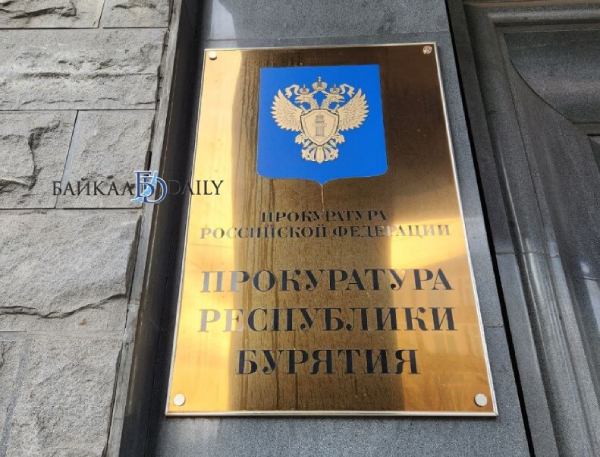 БАЙКАЛ DAILY
ПРОКУРАТУРА
РОССИЙСКОЙ ФЕДЕРАЦИИ
ПРОКУРАТУРА
РЕСПУБЛИКИ
БУРЯТИЯ